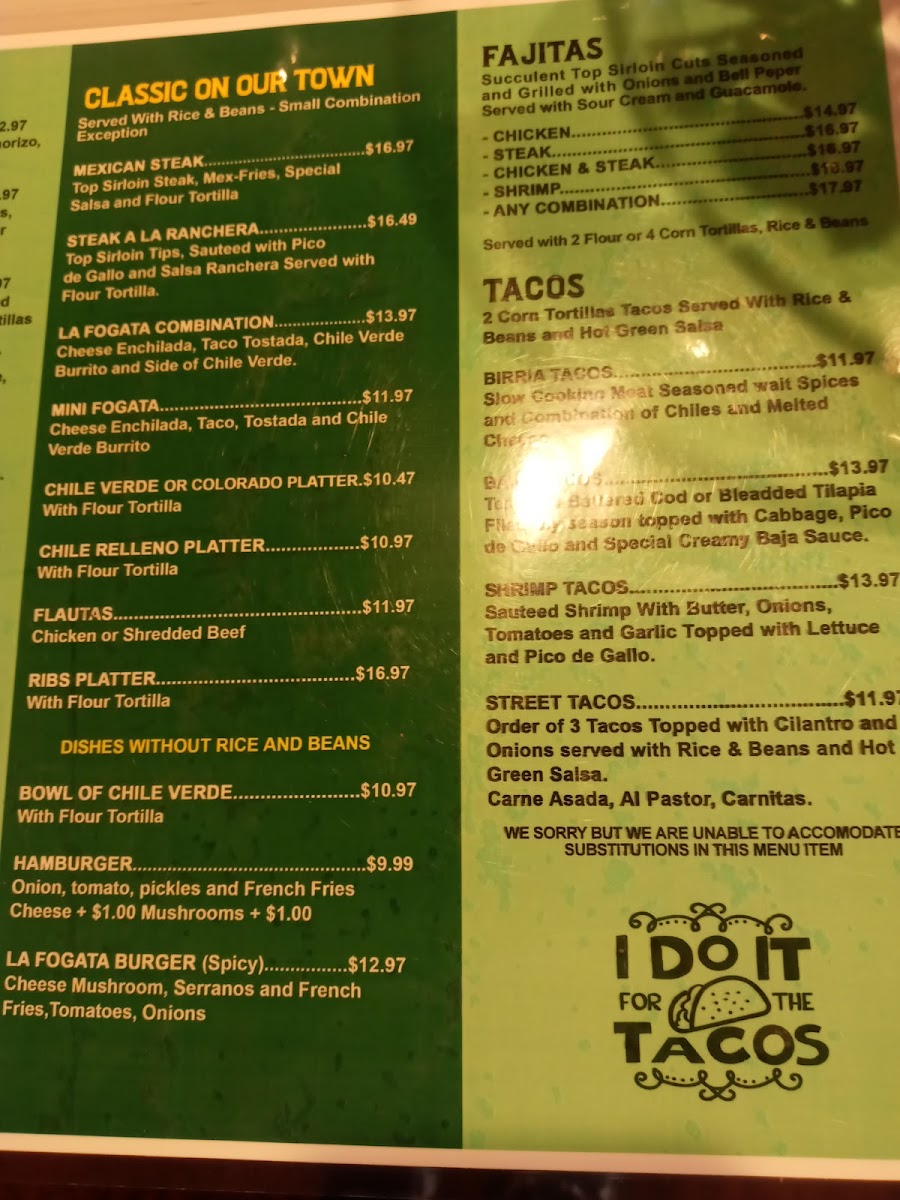 2.97
orizo,
.97
s,
r
97
d
tillas
CLASSIC ON OUR TOWN
Served With Rice & Beans - Small Combination
Exception
MEXICAN STEAK....................................$16.97
Top Sirloin Steak, Mex-Fries, Special
Salsa and Flour Tortilla
STEAK A LA RANCHERA.......................$16.49
Top Sirloin Tips, Sauteed with Pico
de Gallo and Salsa Ranchera Served with
Flour Tortilla.
LA FOGATA COMBINATION...................$13.97
Cheese Enchilada, Taco Tostada, Chile Verde
Burrito and Side of Chile Verde.
MINI FOGATA..........................................$11.97
Cheese Enchilada, Taco, Tostada and Chile
Verde Burrito
CHILE VERDE OR COLORADO PLATTER.$10.47
With Flour Tortilla
CHILE RELLENO PLATTER...................$10.97
With Flour Tortilla
FLAUTAS..................................................$11.97
Chicken or Shredded Beef
RIBS PLATTER........................................$16.97
With Flour Tortilla
DISHES WITHOUT RICE AND BEANS
BOWL OF CHILE VERDE.........................$10.97
With Flour Tortilla
HAMBURGER..............................................$9.99
Onion, tomato, pickles and French Fries
Cheese + $1.00 Mushrooms + $1.00
LA FOGATA BURGER (Spicy)................$12.97
Cheese Mushroom, Serranos and French
Fries,Tomatoes, Onions
FAJITAS
Succulent Top Sirloin Cuts Seasoned
and Grilled with Onions and Bell Peper
Served with Sour Cream and Guacamole.
- CHICKEN..............................................$14.97
- STEAK..................................................$16.97
- CHICKEN & STEAK..............................$16.97
- SHRIMP.................................................$16.97
- ANY COMBINATION............................$17.97
Served with 2 Flour or 4 Corn Tortillas, Rice & Beans
TACOS
2 Corn Tortillas Tacos Served With Rice &
Beans and Hot Green Salsa
BIRRIA TACOS........................................$11.97
Slow Cooking Meat Seasoned wait Spices
and Combination of Chiles and Melted
$13.97
Battered Cod or Bleadded Tilapia
season topped with Cabbage, Pico
de Gallo and Special Creamy Baja Sauce.
SHRIMP TACOS.......................................$13.97
Sauteed Shrimp With Butter, Onions,
Tomatoes and Garlic Topped with Lettuce
and Pico de Gallo.
STREET TACOS.......................................$11.97
Order of 3 Tacos Topped with Cilantro and
Onions served with Rice & Beans and Hot
Green Salsa.
Carne Asada, Al Pastor, Carnitas.
WE SORRY BUT WE ARE UNABLE TO ACCOMODATE
SUBSTITUTIONS IN THIS MENU ITEM
I DO IT
FOR THE
TACOS